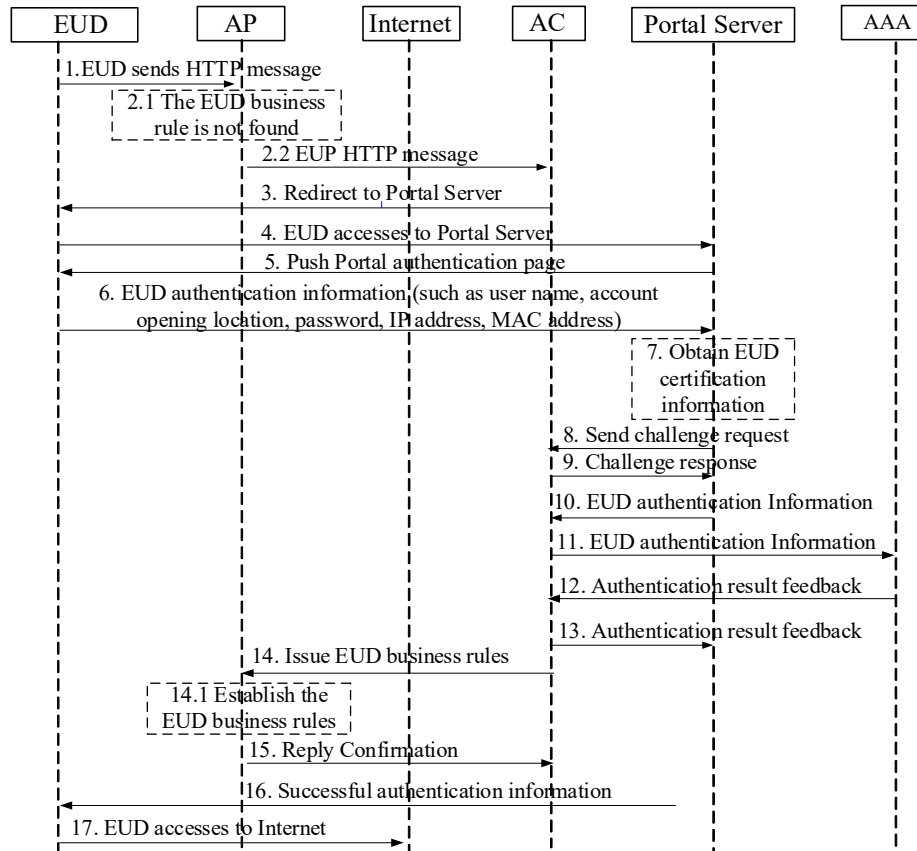 EUD
AP
Internet
AC
Portal Server
AAA
1.EUD sends HTTP message
2.1 The EUD business
rule is not found
2.2 EUP HTTP message
3. Redirect to Portal Server
4. EUD accesses to Portal Server
5. Push Portal authentication page
6. EUD authentication information (such as user name, account
opening location, password, IP address, MAC address)
7. Obtain EUD
certification
information
8. Send challenge request
9. Challenge response
10. EUD authentication Information
11. EUD authentication Information
12. Authentication result feedback
13. Authentication result feedback
14. Issue EUD business rules
14.1 Establish the
EUD business rules
15. Reply Confirmation
16. Successful authentication information
17. EUD accesses to Internet